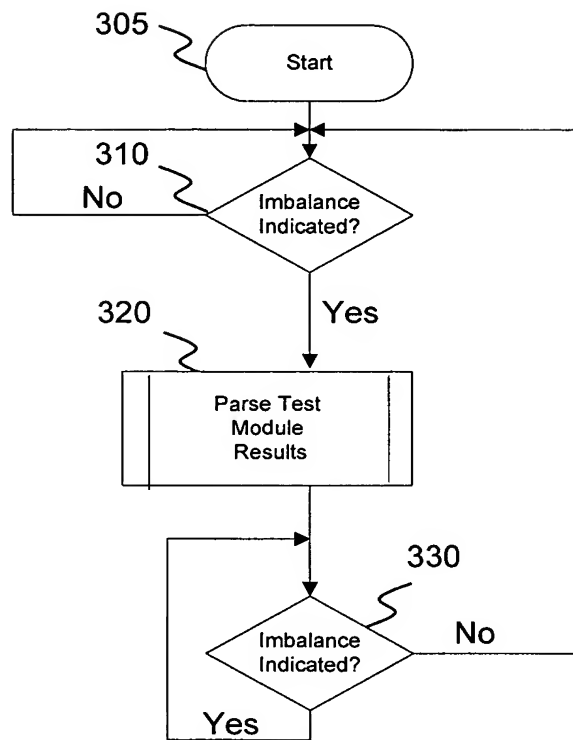 305
Start
310
No
Imbalance
Indicated?
Yes
320
Parse Test
Module
Results
330
Imbalance
Indicated?
No
Yes